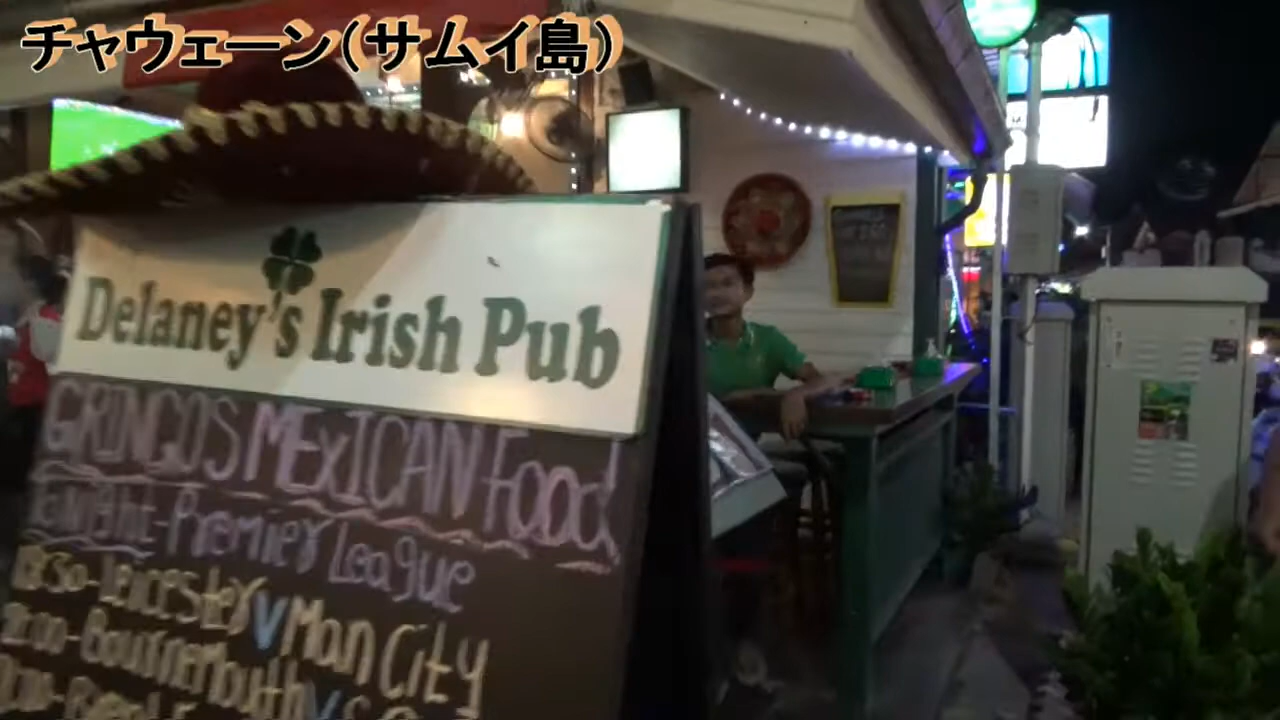 チャウェーン(サムイ島)
Delaney's Irish Pub
GRINGOS MEXICAN Food
Tonight-Premier League
Leicester V Man City
Bournemouth V